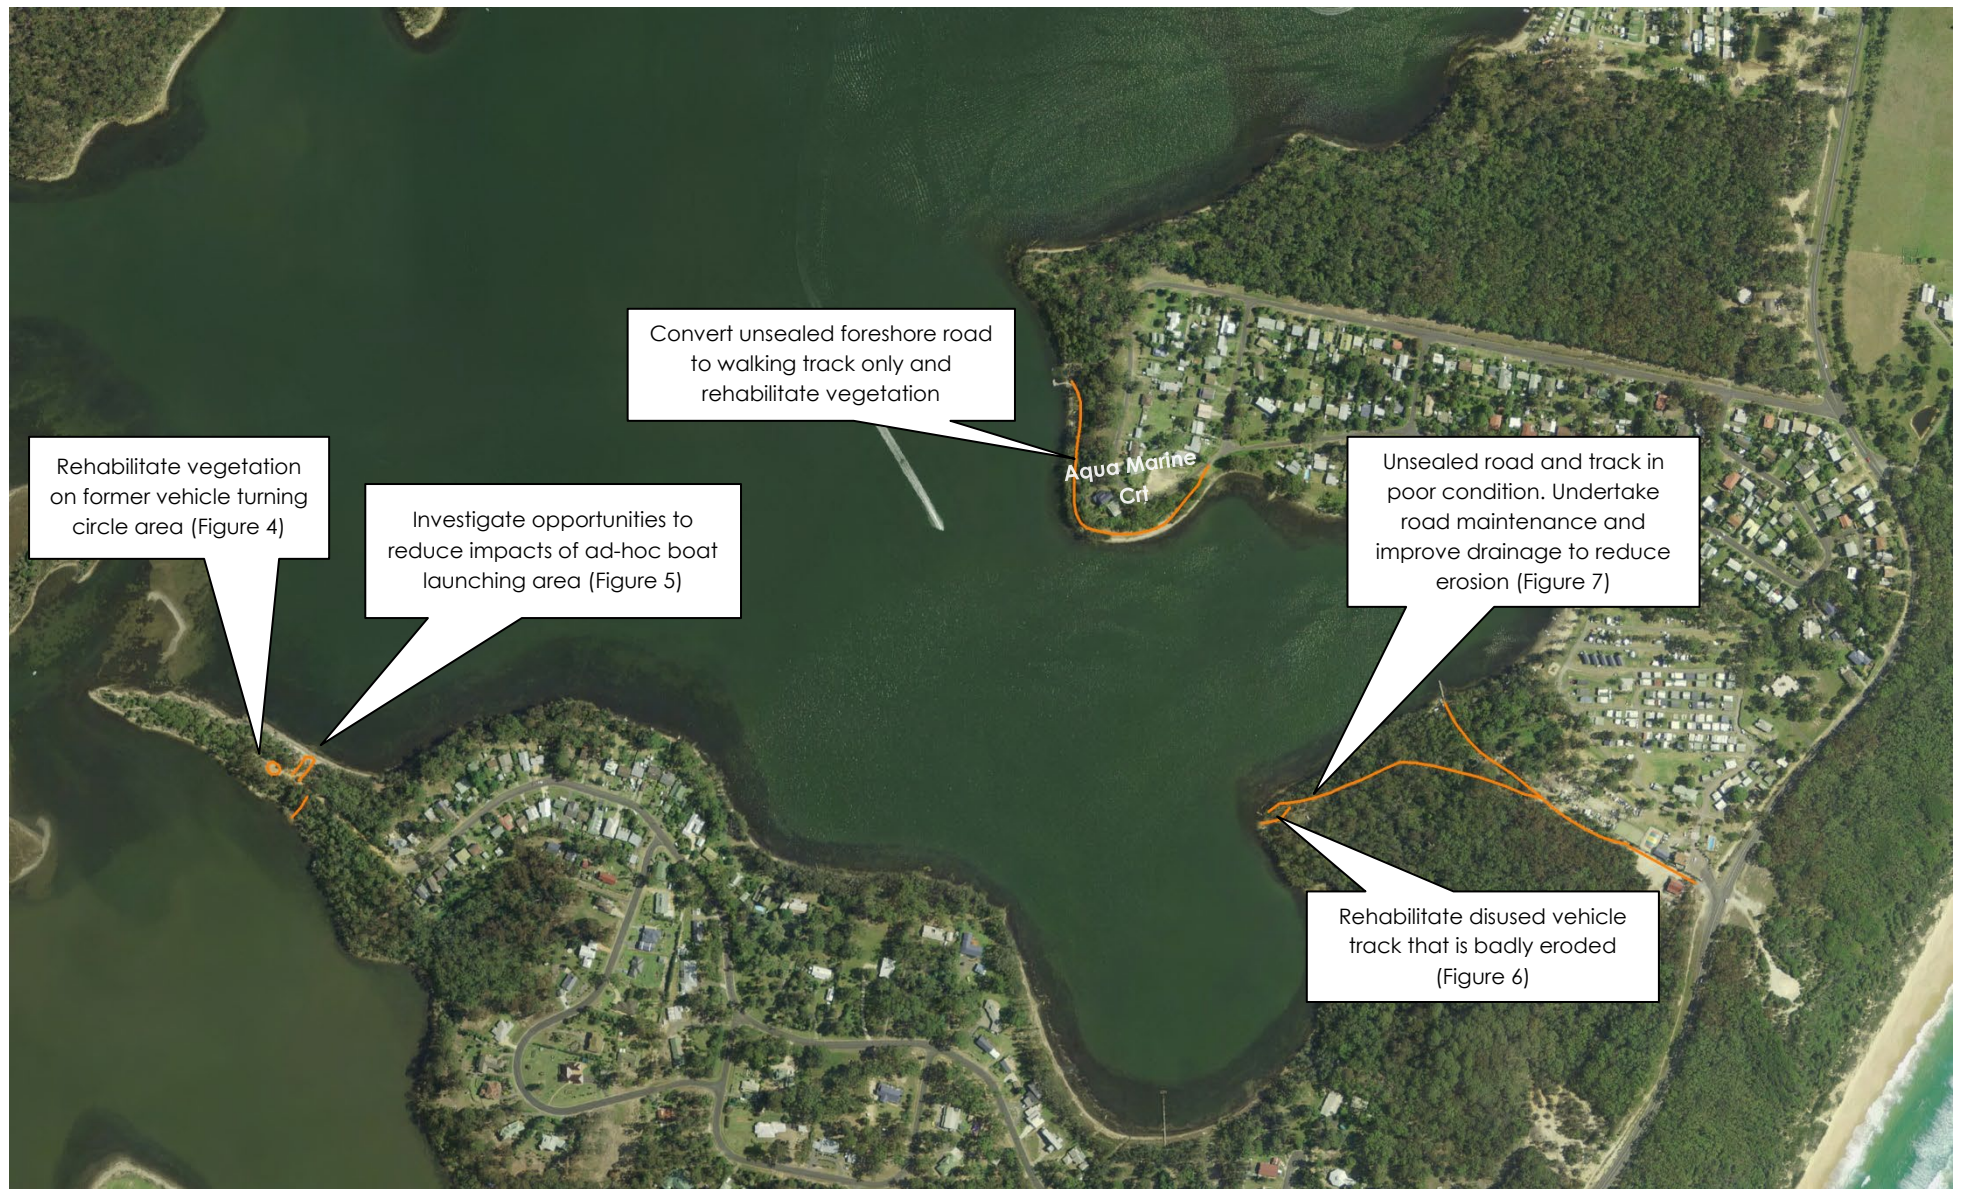 Convert unsealed foreshore road
to walking track only and
rehabilitate vegetation
Rehabilitate vegetation
on former vehicle turning
circle area (Figure 4)
Investigate opportunities to
reduce impacts of ad-hoc boat
launching area (Figure 5)
Aqua Marine
Crt
Unsealed road and track in
poor condition. Undertake
road maintenance and
improve drainage to reduce
erosion (Figure 7)
Rehabilitate disused vehicle
track that is badly eroded
(Figure 6)